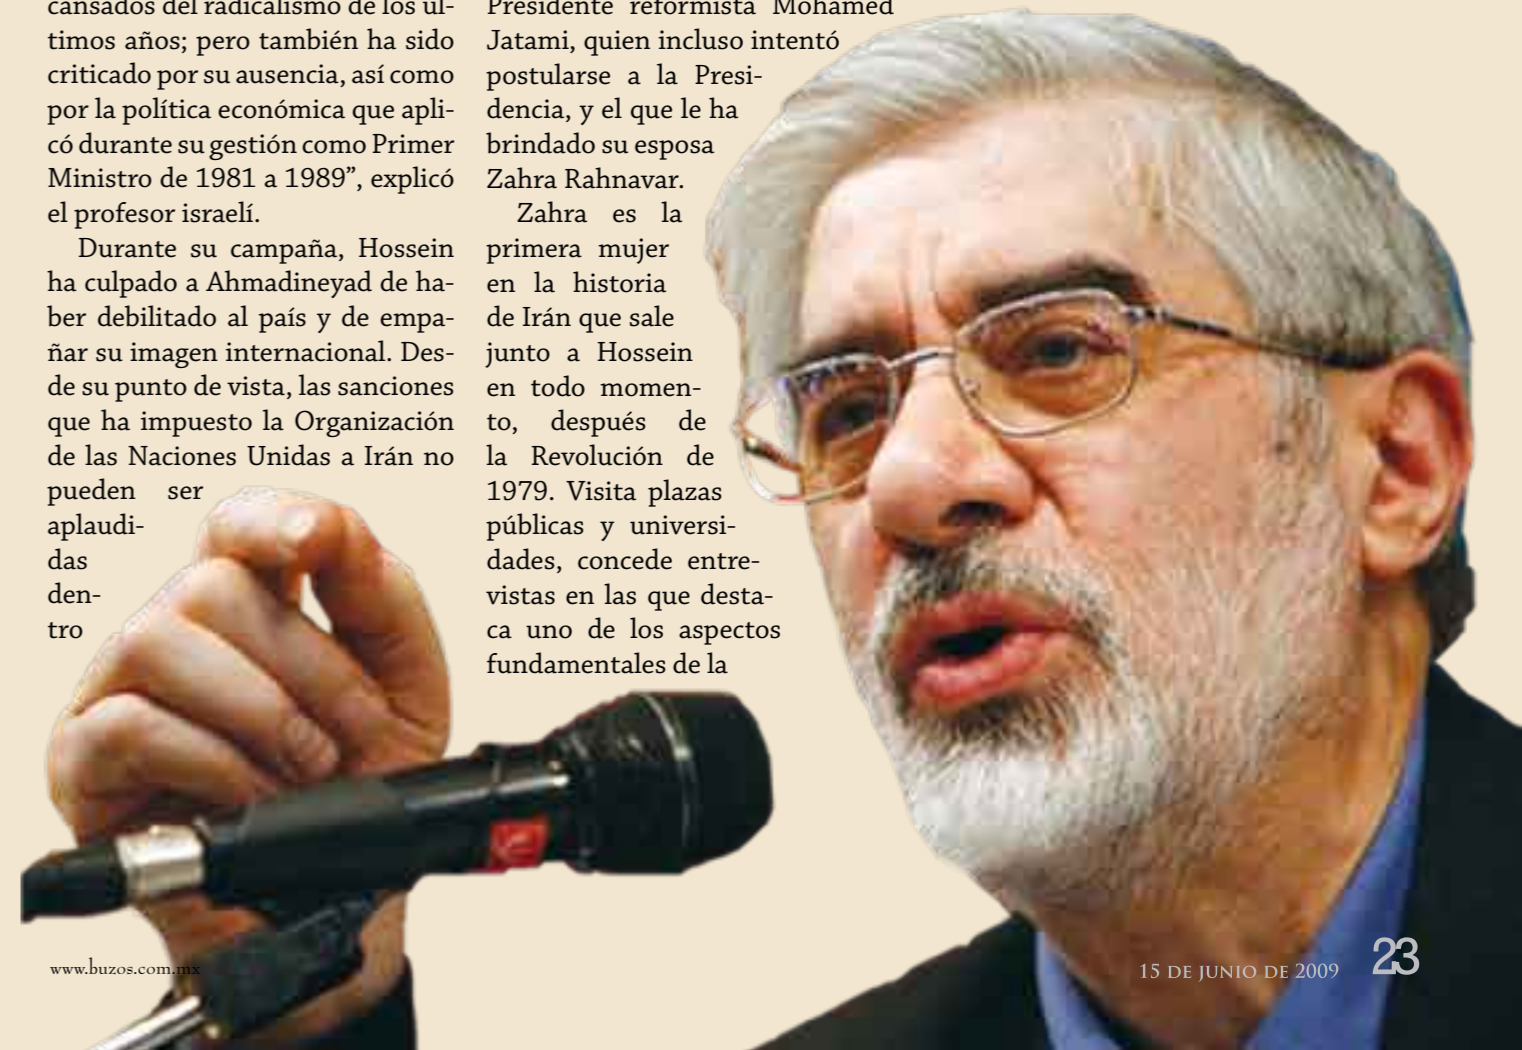 cansados del radicalismo de los úl-
timos años; pero también ha sido
criticado por su ausencia, así como
por la política económica que apli-
có durante su gestión como Primer
Ministro de 1981 a 1989”, explicó
el profesor israelí.
Durante su campaña, Hossein
ha culpado a Ahmadineyad de ha-
ber debilitado al país y de empa-
ñar su imagen internacional. Des-
de su punto de vista, las sanciones
que ha impuesto la Organización
de las Naciones Unidas a Irán no
pueden ser
aplaudi-
das
den-
tro
Presidente reformista Mohamed
Jatami, quien incluso intentó
postularse a la Presi-
dencia, y el que le ha
brindado su esposa
Zahra Rahnavar.
Zahra es la
primera mujer
en la historia
de Irán que sale
junto a Hossein
en todo momen-
to, después de
la Revolución de
1979. Visita plazas
públicas y universi-
dades, concede entre-
vistas en las que desta-
ca uno de los aspectos
fundamentales de la
www.buzos.com.mx
15 DE JUNIO DE 2009
23